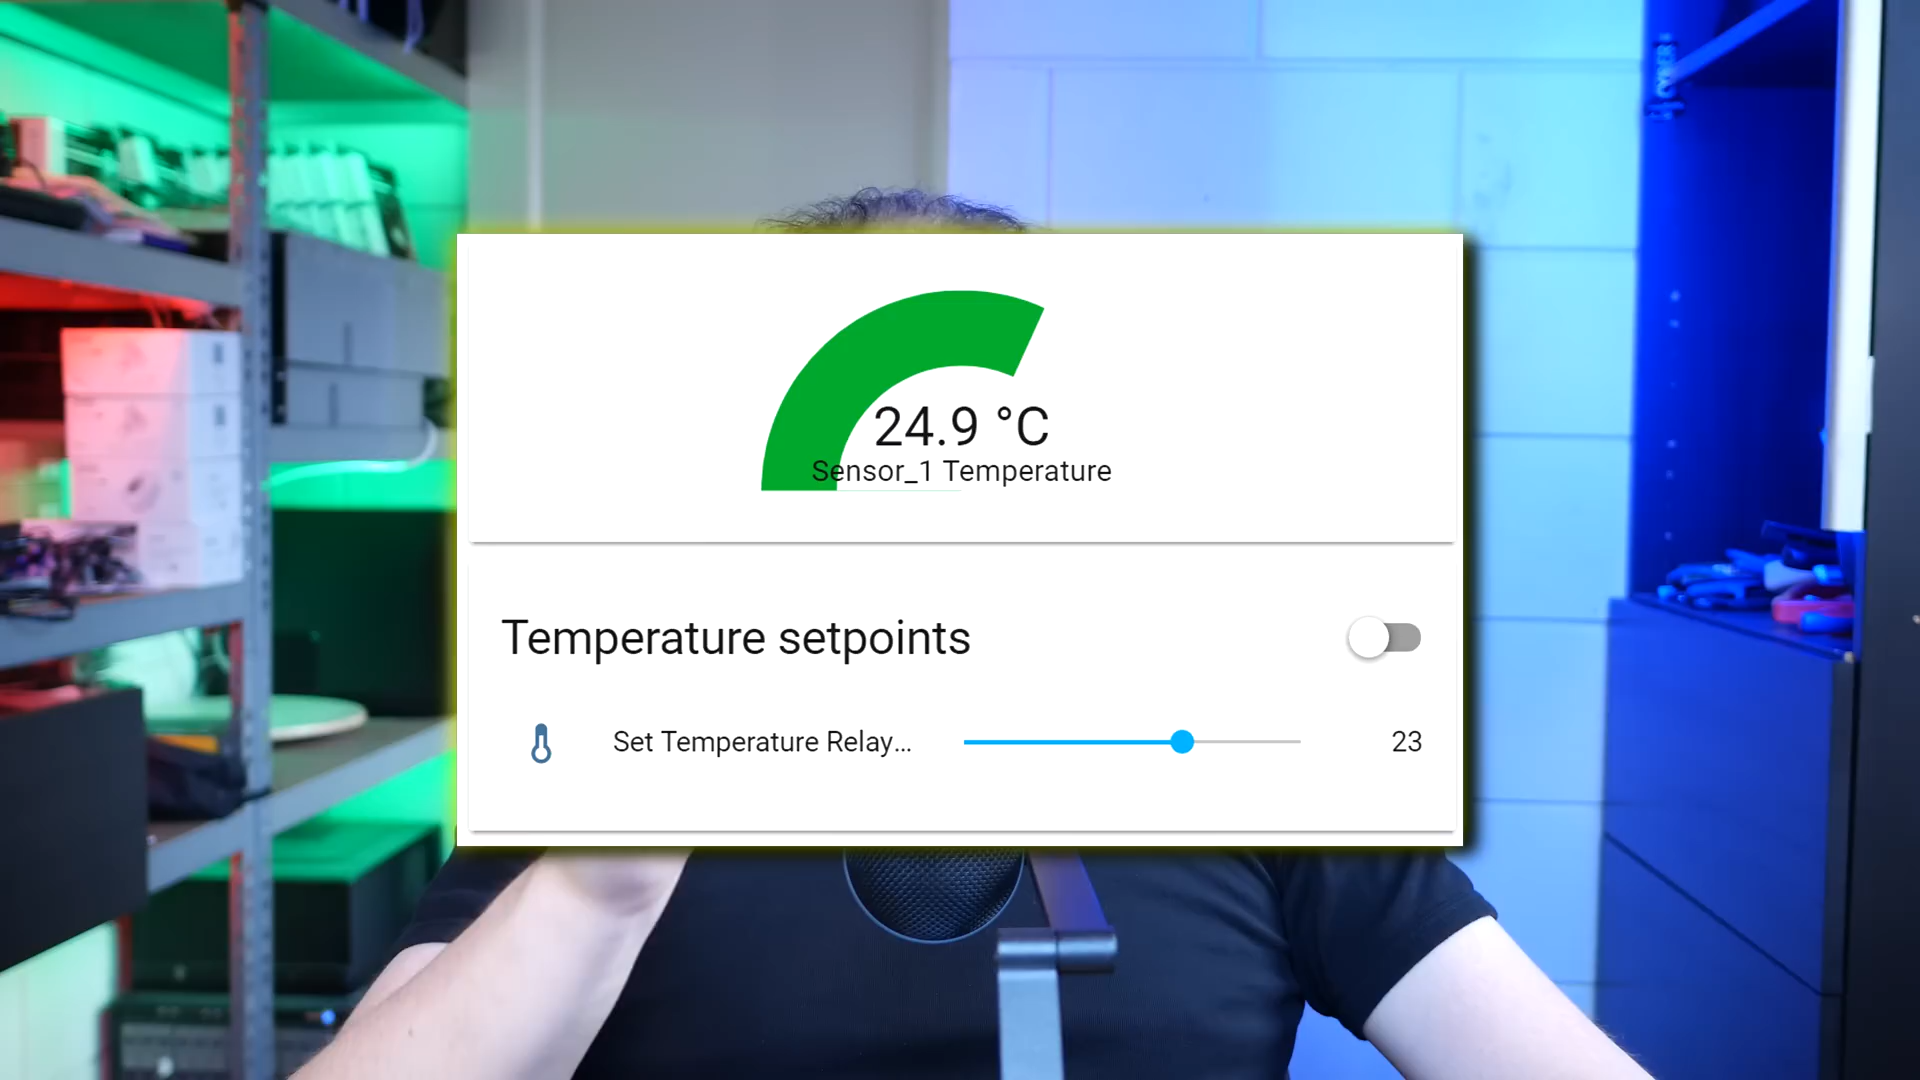 24.9 °C
Sensor_1 Temperature
Temperature setpoints
Set Temperature Relay...
23